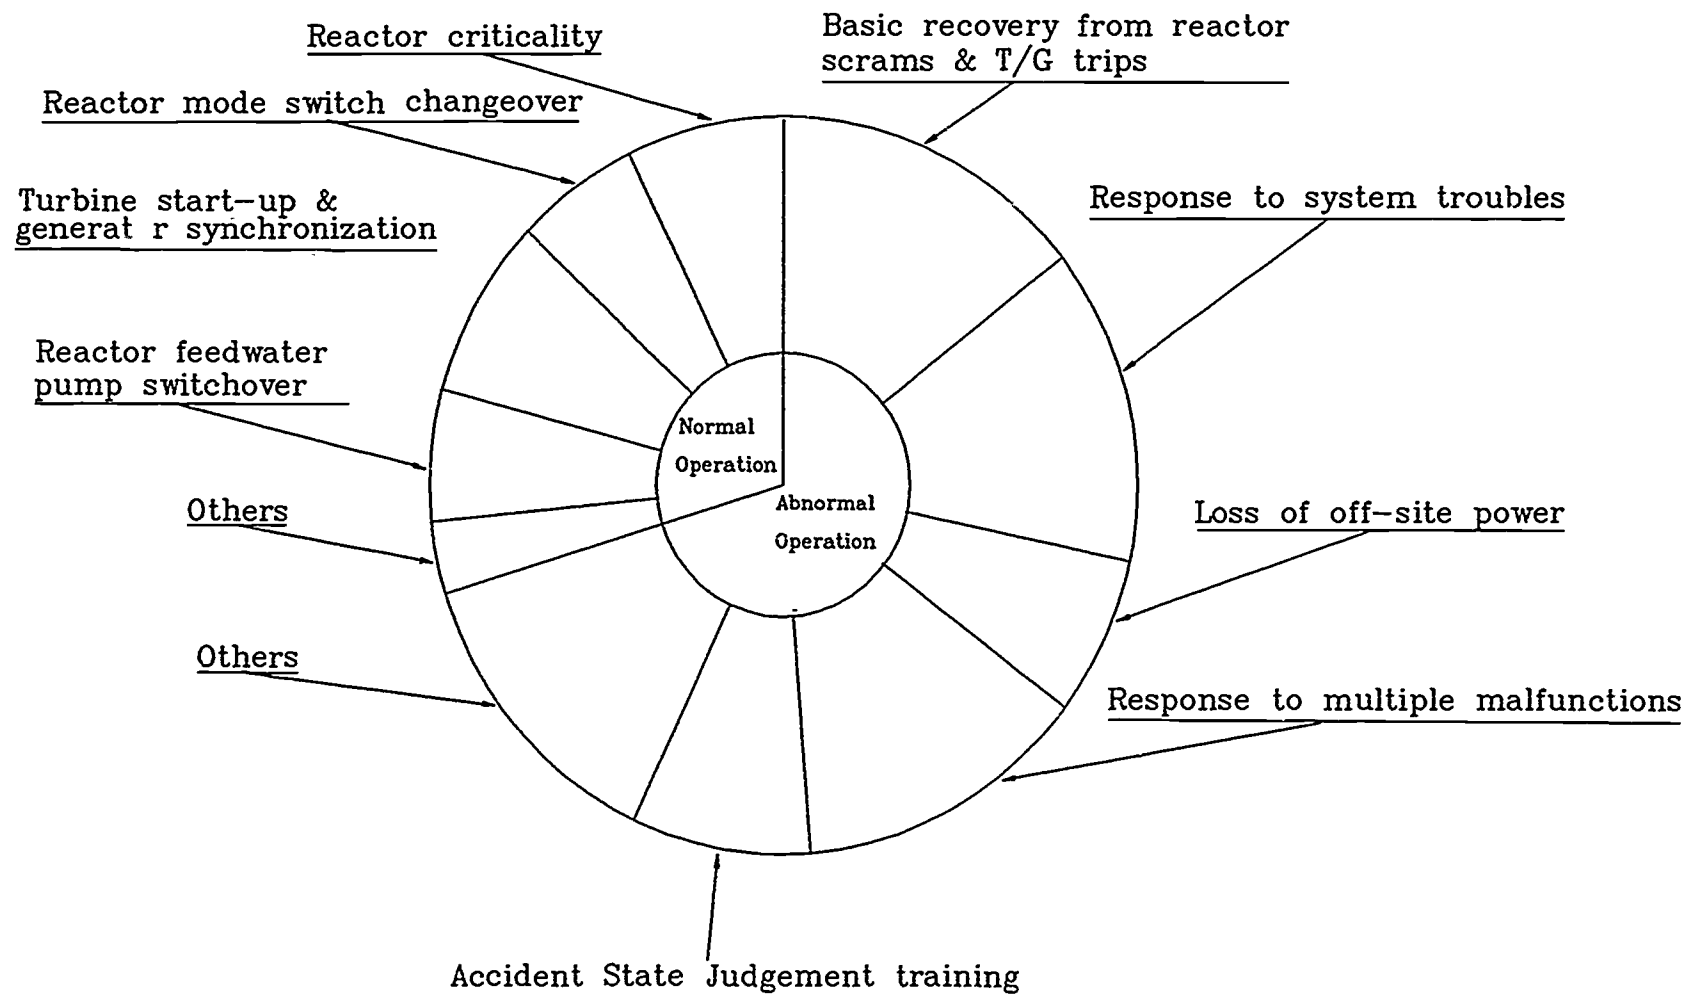 Reactor criticality
Basic recovery from reactor
scrams & T/G trips
Reactor mode switch changeover
Response to system troubles
Turbine start-up &
generat r synchronization
Reactor feedwater
pump switchover
Normal
Operation
Abnormal
Operation
Others
Loss of off-site power
Others
Response to multiple malfunctions
Accident State Judgement training